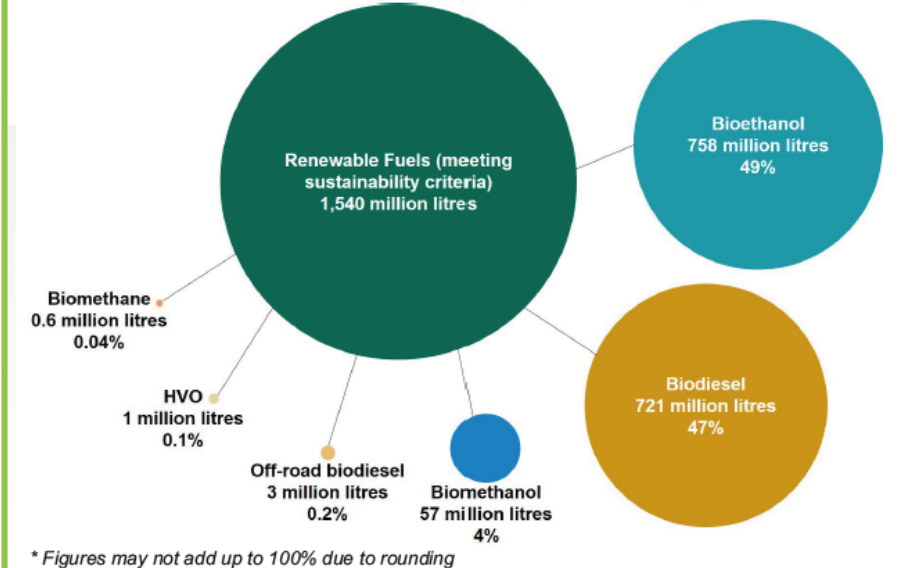 Renewable Fuels (meeting
sustainability criteria)
1,540 million litres
Bioethanol
758 million litres
49%
Biodiesel
721 million litres
47%
Biomethanol
57 million litres
4%
Off-road biodiesel
3 million litres
0.2%
HVO
1 million litres
0.1%
Biomethane
0.6 million litres
0.04%
* Figures may not add up to 100% due to rounding